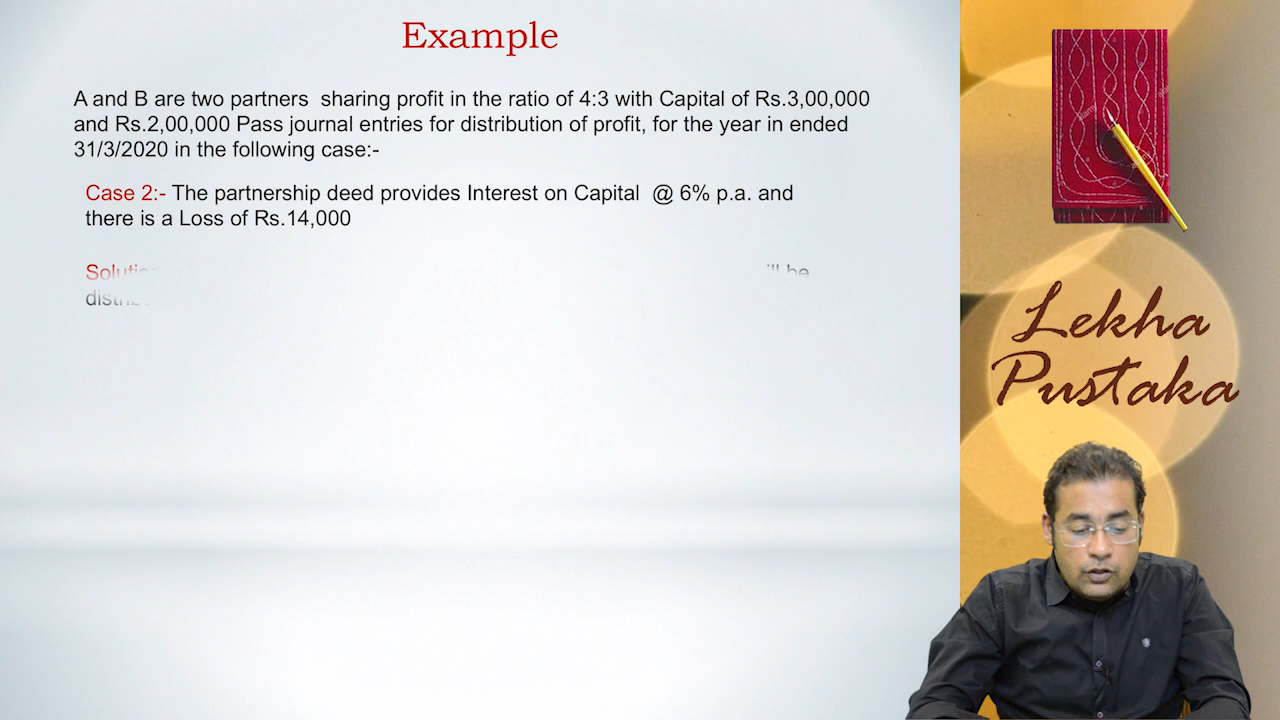 Example
A and B are two partners sharing profit in the ratio of 4:3 with Capital of Rs.3,00,000
and Rs.2,00,000 Pass journal entries for distribution of profit, for the year in ended
31/3/2020 in the following case:-
Case 2:- The partnership deed provides Interest on Capital @ 6% p.a. and
there is a Loss of Rs.14,000
be
Lekha
Pustaka